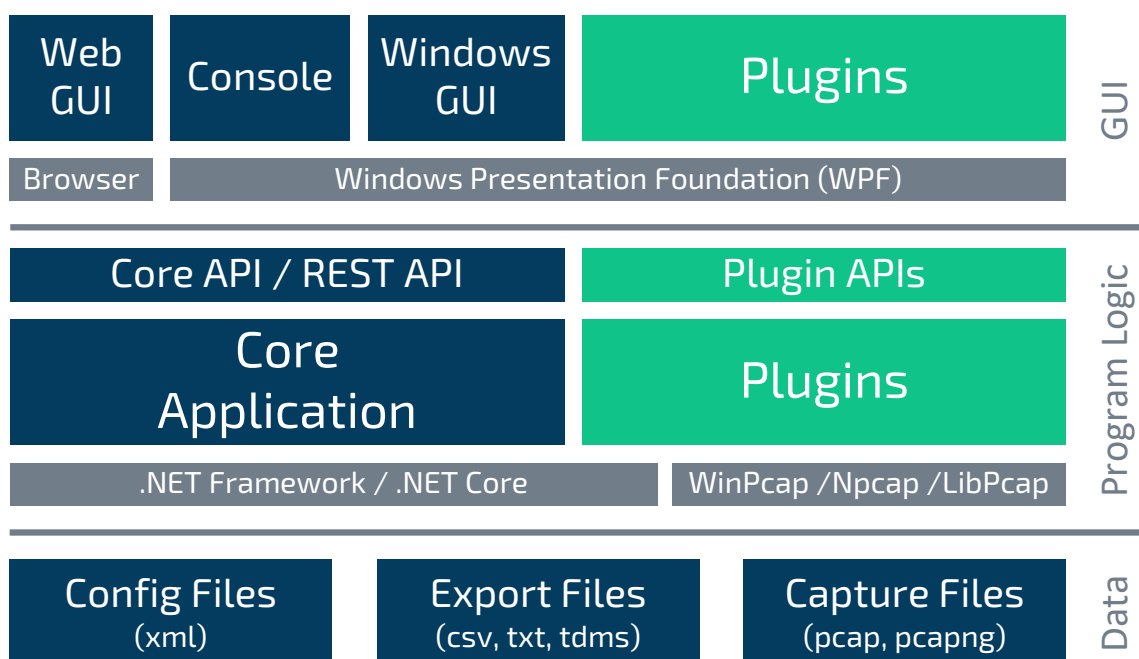 Web
GUI
Console
Windows
GUI
Plugins
GUI
Browser
Windows Presentation Foundation (WPF)
Core API / REST API
Plugin APIs
Core
Application
Plugins
Program Logic
.NET Framework / .NET Core
WinPcap /Npcap /LibPcap
Config Files
(xml)
Export Files
(csv, txt, tdms)
Capture Files
(pcap, pcapng)
Data